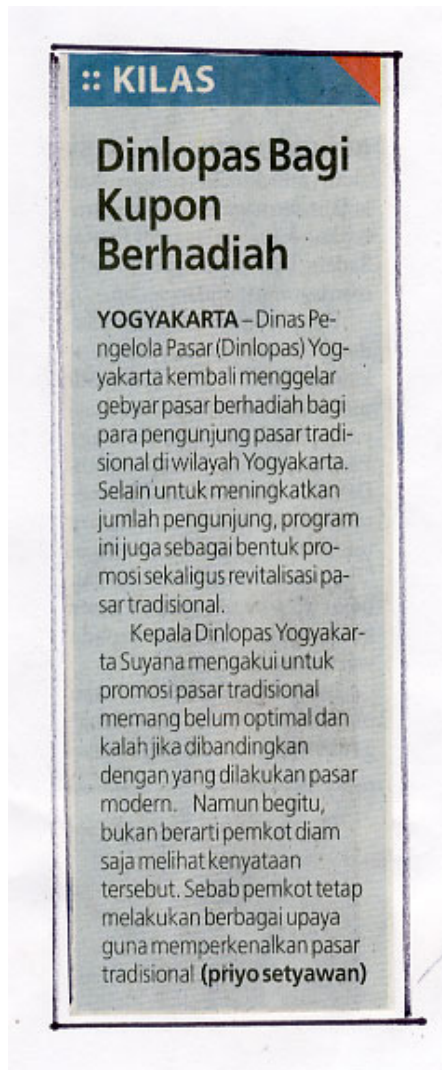 :: KILAS
Dinlopas Bagi
Kupon
Berhadiah
YOGYAKARTA – Dinas Pe-
ngelola Pasar (Dinlopas) Yog-
yakarta kembali menggelar
gebyar pasar berhadiah bagi
para pengunjung pasar tradi-
sional di wilayah Yogyakarta.
Selain untuk meningkatkan
jumlah pengunjung, program
ini juga sebagai bentuk pro-
mosi sekaligus revitalisasi pa-
sar tradisional.
Kepala Dinlopas Yogyakar-
ta Suyana mengakui untuk
promosi pasar tradisional
memang belum optimal dan
kalah jika dibandingkan
dengan yang dilakukan pasar
modern. Namun begitu,
bukan berarti pemkot diam
saja melihat kenyataan
tersebut. Sebab pemkot tetap
melakukan berbagai upaya
guna memperkenalkan pasar
tradisional (priyo setyawan)